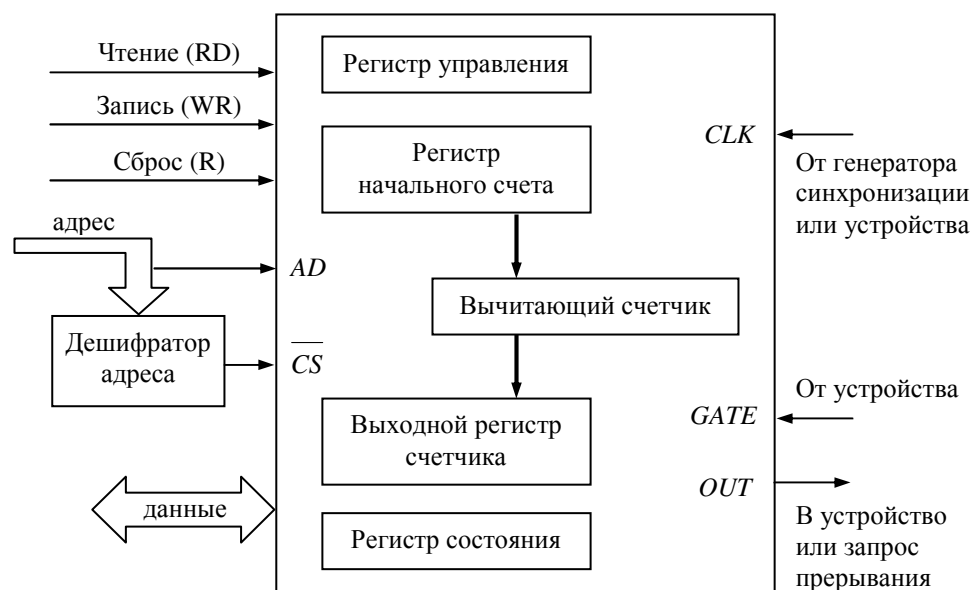 Чтение (RD)
Запись (WR)
Сброс (R)
адрес
Дешифратор
адреса
данные
AD
CS
Регистр управления
Регистр
начального счета
Вычитающий счетчик
Выходной регистр
счетчика
Регистр состояния
CLK
GATE
OUT
От генератора
синхронизации
или устройства
От устройства
В устройство
или запрос
прерывания